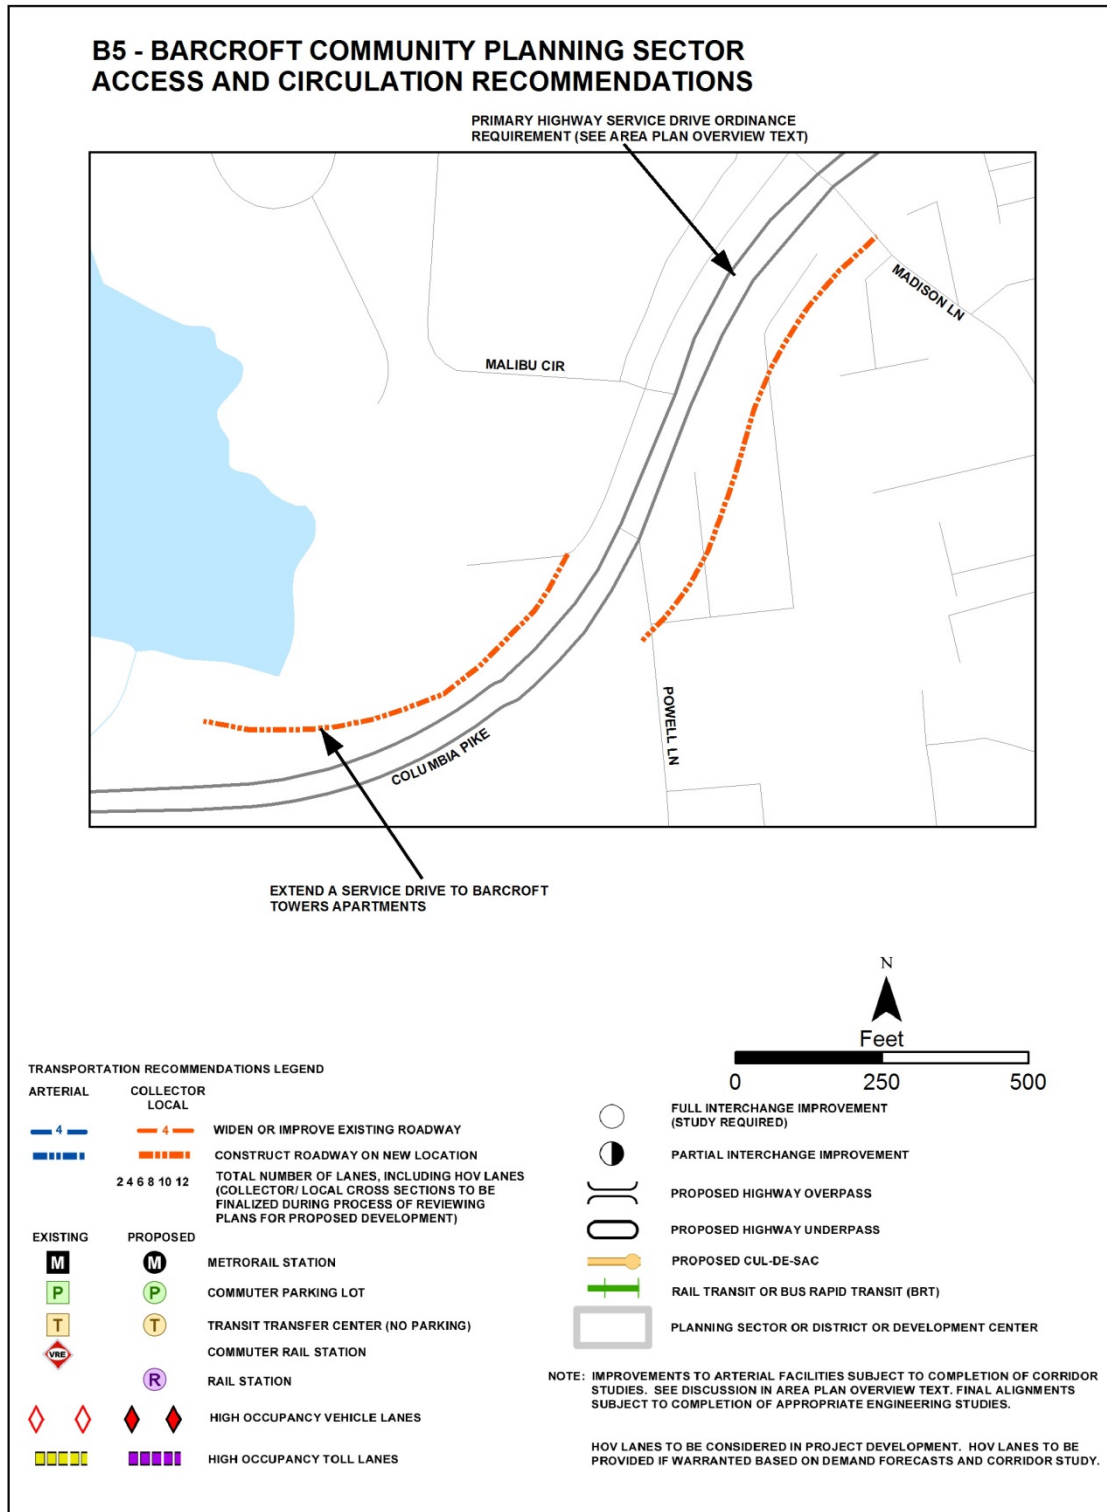 B5 - BARCROFT COMMUNITY PLANNING SECTOR
ACCESS AND CIRCULATION RECOMMENDATIONS
PRIMARY HIGHWAY SERVICE DRIVE ORDINANCE
REQUIREMENT (SEE AREA PLAN OVERVIEW TEXT)
MADISON LN
MALIBU CIR
POWELL LN
COLUMBIA PIKE
EXTEND A SERVICE DRIVE TO BARCROFT
TOWERS APARTMENTS
N
Feet
0 250 500
TRANSPORTATION RECOMMENDATIONS LEGEND
ARTERIAL
COLLECTOR
LOCAL
4 4 WIDEN OR IMPROVE EXISTING ROADWAY
CONSTRUCT ROADWAY ON NEW LOCATION
2 4 6 8 10 12 TOTAL NUMBER OF LANES, INCLUDING HOV LANES
(COLLECTOR/ LOCAL CROSS SECTIONS TO BE
FINALIZED DURING PROCESS OF REVIEWING
PLANS FOR PROPOSED DEVELOPMENT)
EXISTING PROPOSED
M M METRORAIL STATION
P P COMMUTER PARKING LOT
T T TRANSIT TRANSFER CENTER (NO PARKING)
VRE COMMUTER RAIL STATION
R RAIL STATION
HIGH OCCUPANCY VEHICLE LANES
HIGH OCCUPANCY TOLL LANES
FULL INTERCHANGE IMPROVEMENT
(STUDY REQUIRED)
PARTIAL INTERCHANGE IMPROVEMENT
PROPOSED HIGHWAY OVERPASS
PROPOSED HIGHWAY UNDERPASS
PROPOSED CUL-DE-SAC
RAIL TRANSIT OR BUS RAPID TRANSIT (BRT)
PLANNING SECTOR OR DISTRICT OR DEVELOPMENT CENTER
NOTE: IMPROVEMENTS TO ARTERIAL FACILITIES SUBJECT TO COMPLETION OF CORRIDOR
STUDIES. SEE DISCUSSION IN AREA PLAN OVERVIEW TEXT. FINAL ALIGNMENTS
SUBJECT TO COMPLETION OF APPROPRIATE ENGINEERING STUDIES.
HOV LANES TO BE CONSIDERED IN PROJECT DEVELOPMENT. HOV LANES TO BE
PROVIDED IF WARRANTED BASED ON DEMAND FORECASTS AND CORRIDOR STUDY.